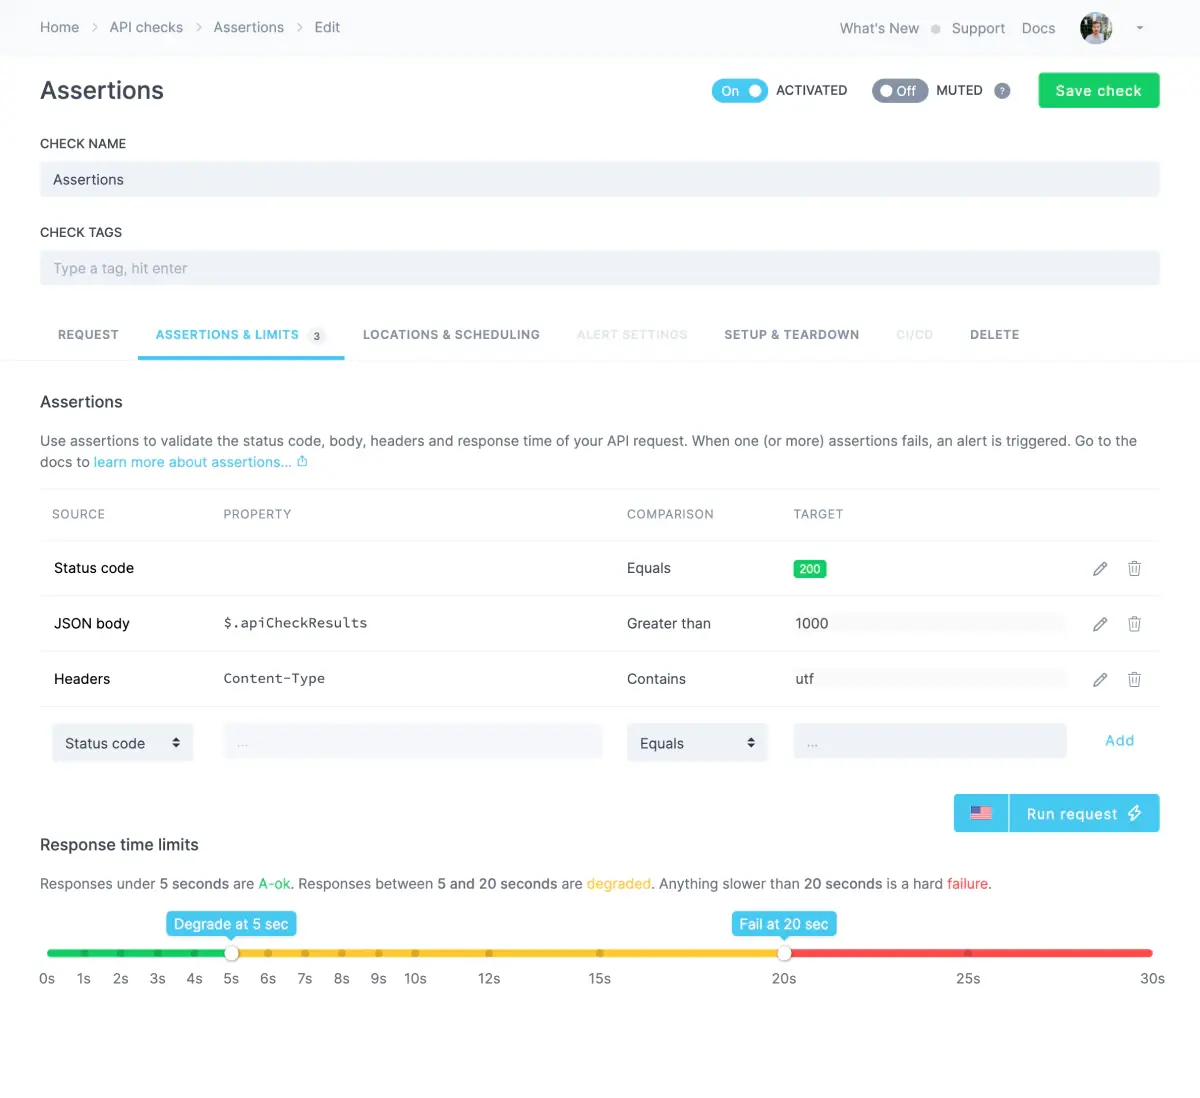 Home > API checks > Assertions > Edit
What's New Support Docs
Assertions
On ACTIVATED Off MUTED ? Save check
CHECK NAME
Assertions
CHECK TAGS
Type a tag, hit enter
REQUEST ASSERTIONS & LIMITS 3 LOCATIONS & SCHEDULING ALERT SETTINGS SETUP & TEARDOWN CI/CD DELETE
Assertions
Use assertions to validate the status code, body, headers and response time of your API request. When one (or more) assertions fails, an alert is triggered. Go to the
docs to learn more about assertions...
SOURCE PROPERTY COMPARISON TARGET
Status code Equals 200
JSON body $.apiCheckResults Greater than 1000
Headers Content-Type Contains utf
Status code ... Equals ... Add
Run request
Response time limits
Responses under 5 seconds are A-ok. Responses between 5 and 20 seconds are degraded. Anything slower than 20 seconds is a hard failure.
Degrade at 5 sec Fail at 20 sec
0s 1s 2s 3s 4s 5s 6s 7s 8s 9s 10s 12s 15s 20s 25s 30s